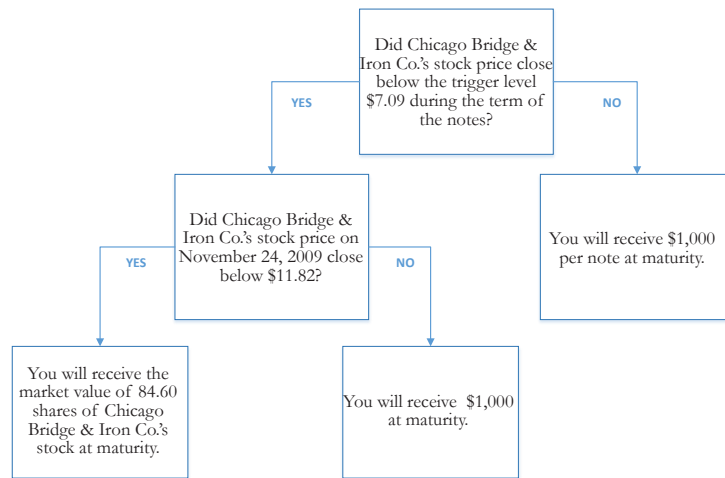 Did Chicago Bridge &
Iron Co.'s stock price close
below the trigger level
$7.09 during the term of
the notes?
YES
NO
Did Chicago Bridge &
Iron Co.'s stock price on
November 24, 2009 close
below $11.82?
You will receive $1,000
per note at maturity.
YES
NO
You will receive the
market value of 84.60
shares of Chicago
Bridge & Iron Co.'s
stock at maturity.
You will receive $1,000
at maturity.